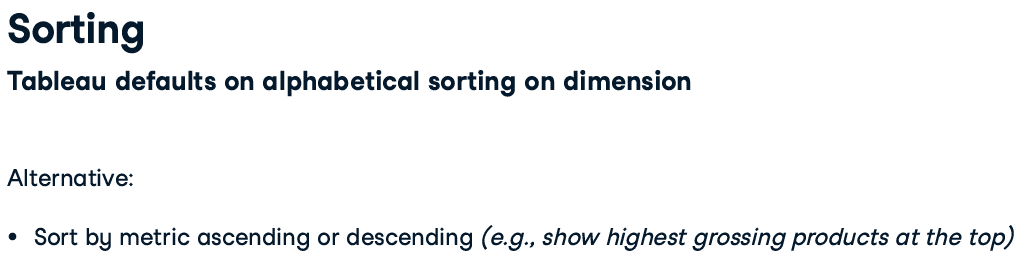 Sorting
Tableau defaults on alphabetical sorting on dimension
Alternative:
• Sort by metric ascending or descending (e.g., show highest grossing products at the top)